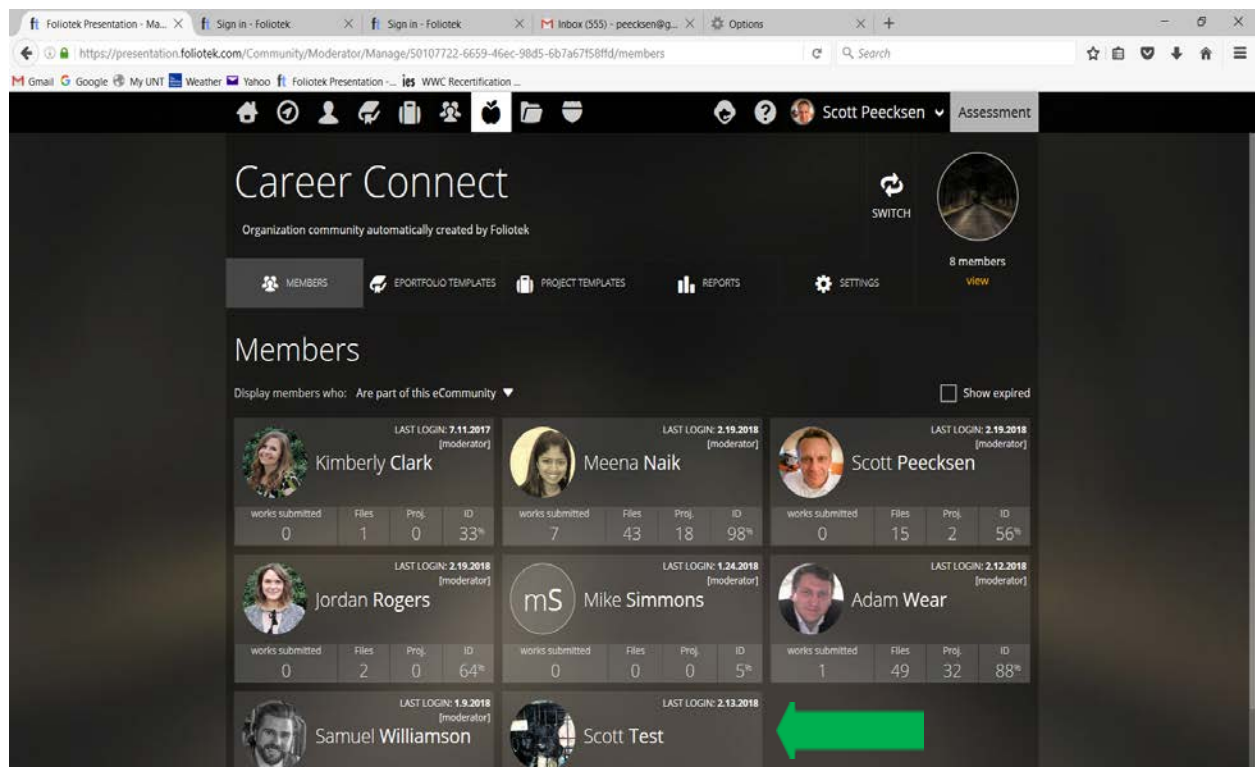 Foliotek Presentation - Ma...
Sign in - Foliotek
Sign in - Foliotek
Inbox (555) - peecksen@g...
Options
https://presentation.foliotek.com/Community/Moderator/Manage/50107722-6659-46ec-98d5-6b7a67f58ffd/members
Search
Gmail Google My UNT Weather Yahoo Foliotek Presentation -... ies WWC Recertification ...
Scott Peecksen Assessment
Career Connect
SWITCH
Organization community automatically created by Foliotek
8 members
view
MEMBERS EPORTFOLIO TEMPLATES PROJECT TEMPLATES REPORTS SETTINGS
Members
Display members who: Are part of this eCommunity
Show expired
LAST LOGIN: 7.11.2017
[moderator]
Kimberly Clark
works submitted Files Proj. ID
0 1 0 33%
LAST LOGIN: 2.19.2018
[moderator]
Meena Naik
works submitted Files Proj. ID
7 43 18 98%
LAST LOGIN: 2.19.2018
[moderator]
Scott Peecksen
works submitted Files Proj. ID
0 15 2 56%
LAST LOGIN: 2.19.2018
[moderator]
Jordan Rogers
works submitted Files Proj. ID
0 2 0 64%
LAST LOGIN: 1.24.2018
[moderator]
mS Mike Simmons
works submitted Files Proj. ID
0 0 0 5%
LAST LOGIN: 2.12.2018
[moderator]
Adam Wear
works submitted Files Proj. ID
1 49 32 88%
LAST LOGIN: 1.9.2018
[moderator]
Samuel Williamson
LAST LOGIN: 2.13.2018
Scott Test